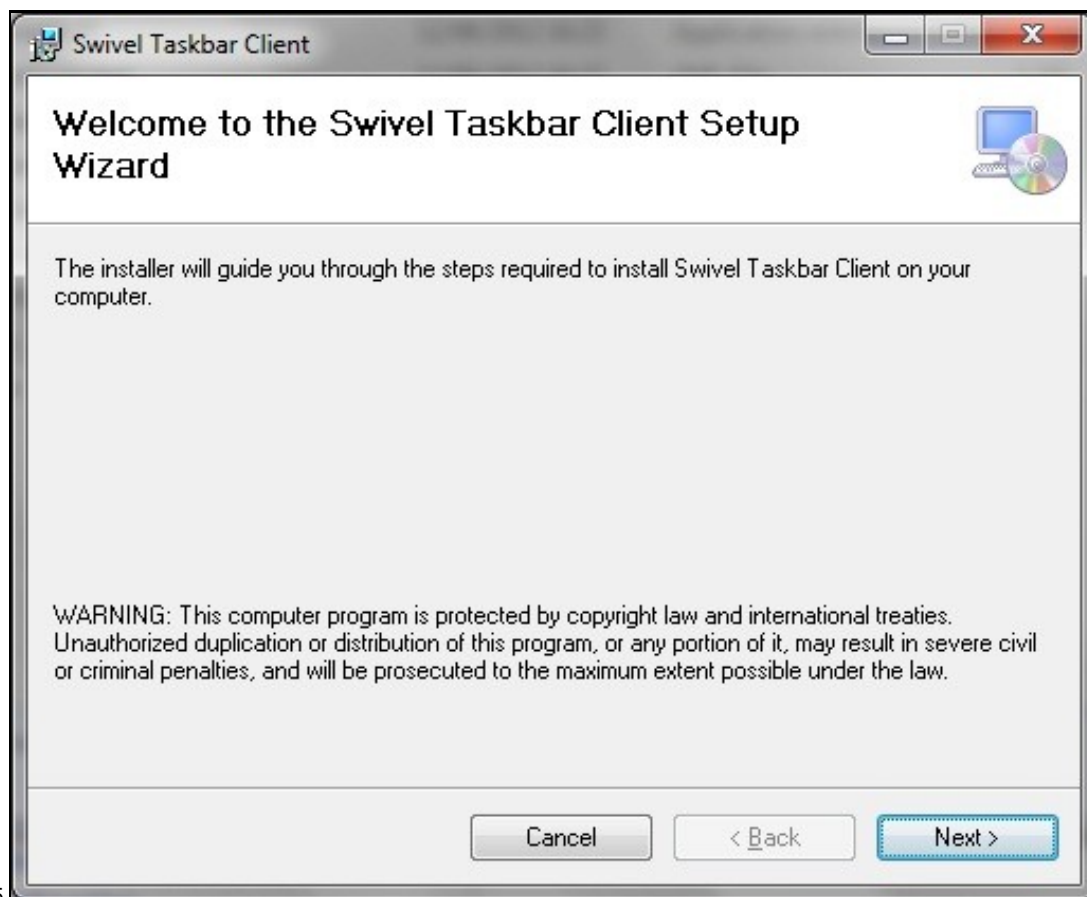 Swivel Taskbar Client
Welcome to the Swivel Taskbar Client Setup
Wizard
The installer will guide you through the steps required to install Swivel Taskbar Client on your
computer.
WARNING: This computer program is protected by copyright law and international treaties.
Unauthorized duplication or distribution of this program, or any portion of it, may result in severe civil
or criminal penalties, and will be prosecuted to the maximum extent possible under the law.
Cancel
< Back
Next >